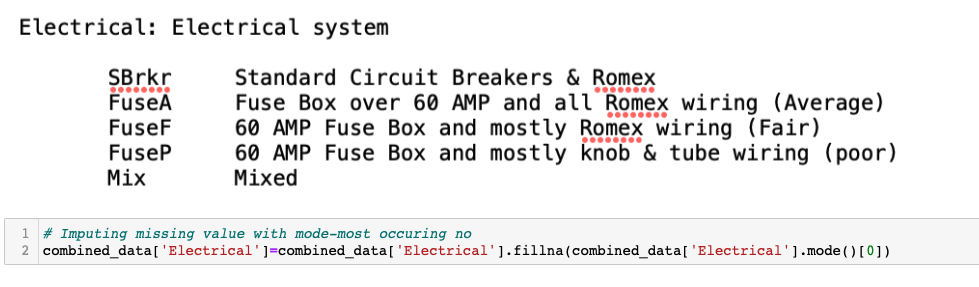 Electrical: Electrical system
SBrkr Standard Circuit Breakers & Romex
FuseA Fuse Box over 60 AMP and all Romex wiring (Average)
FuseF 60 AMP Fuse Box and mostly Romex wiring (Fair)
FuseP 60 AMP Fuse Box and mostly knob & tube wiring (poor)
Mix Mixed
1 # Imputing missing value with mode-most occuring no
2 combined_data['Electrical']=combined_data['Electrical'].fillna(combined_data['Electrical'].mode()[0])